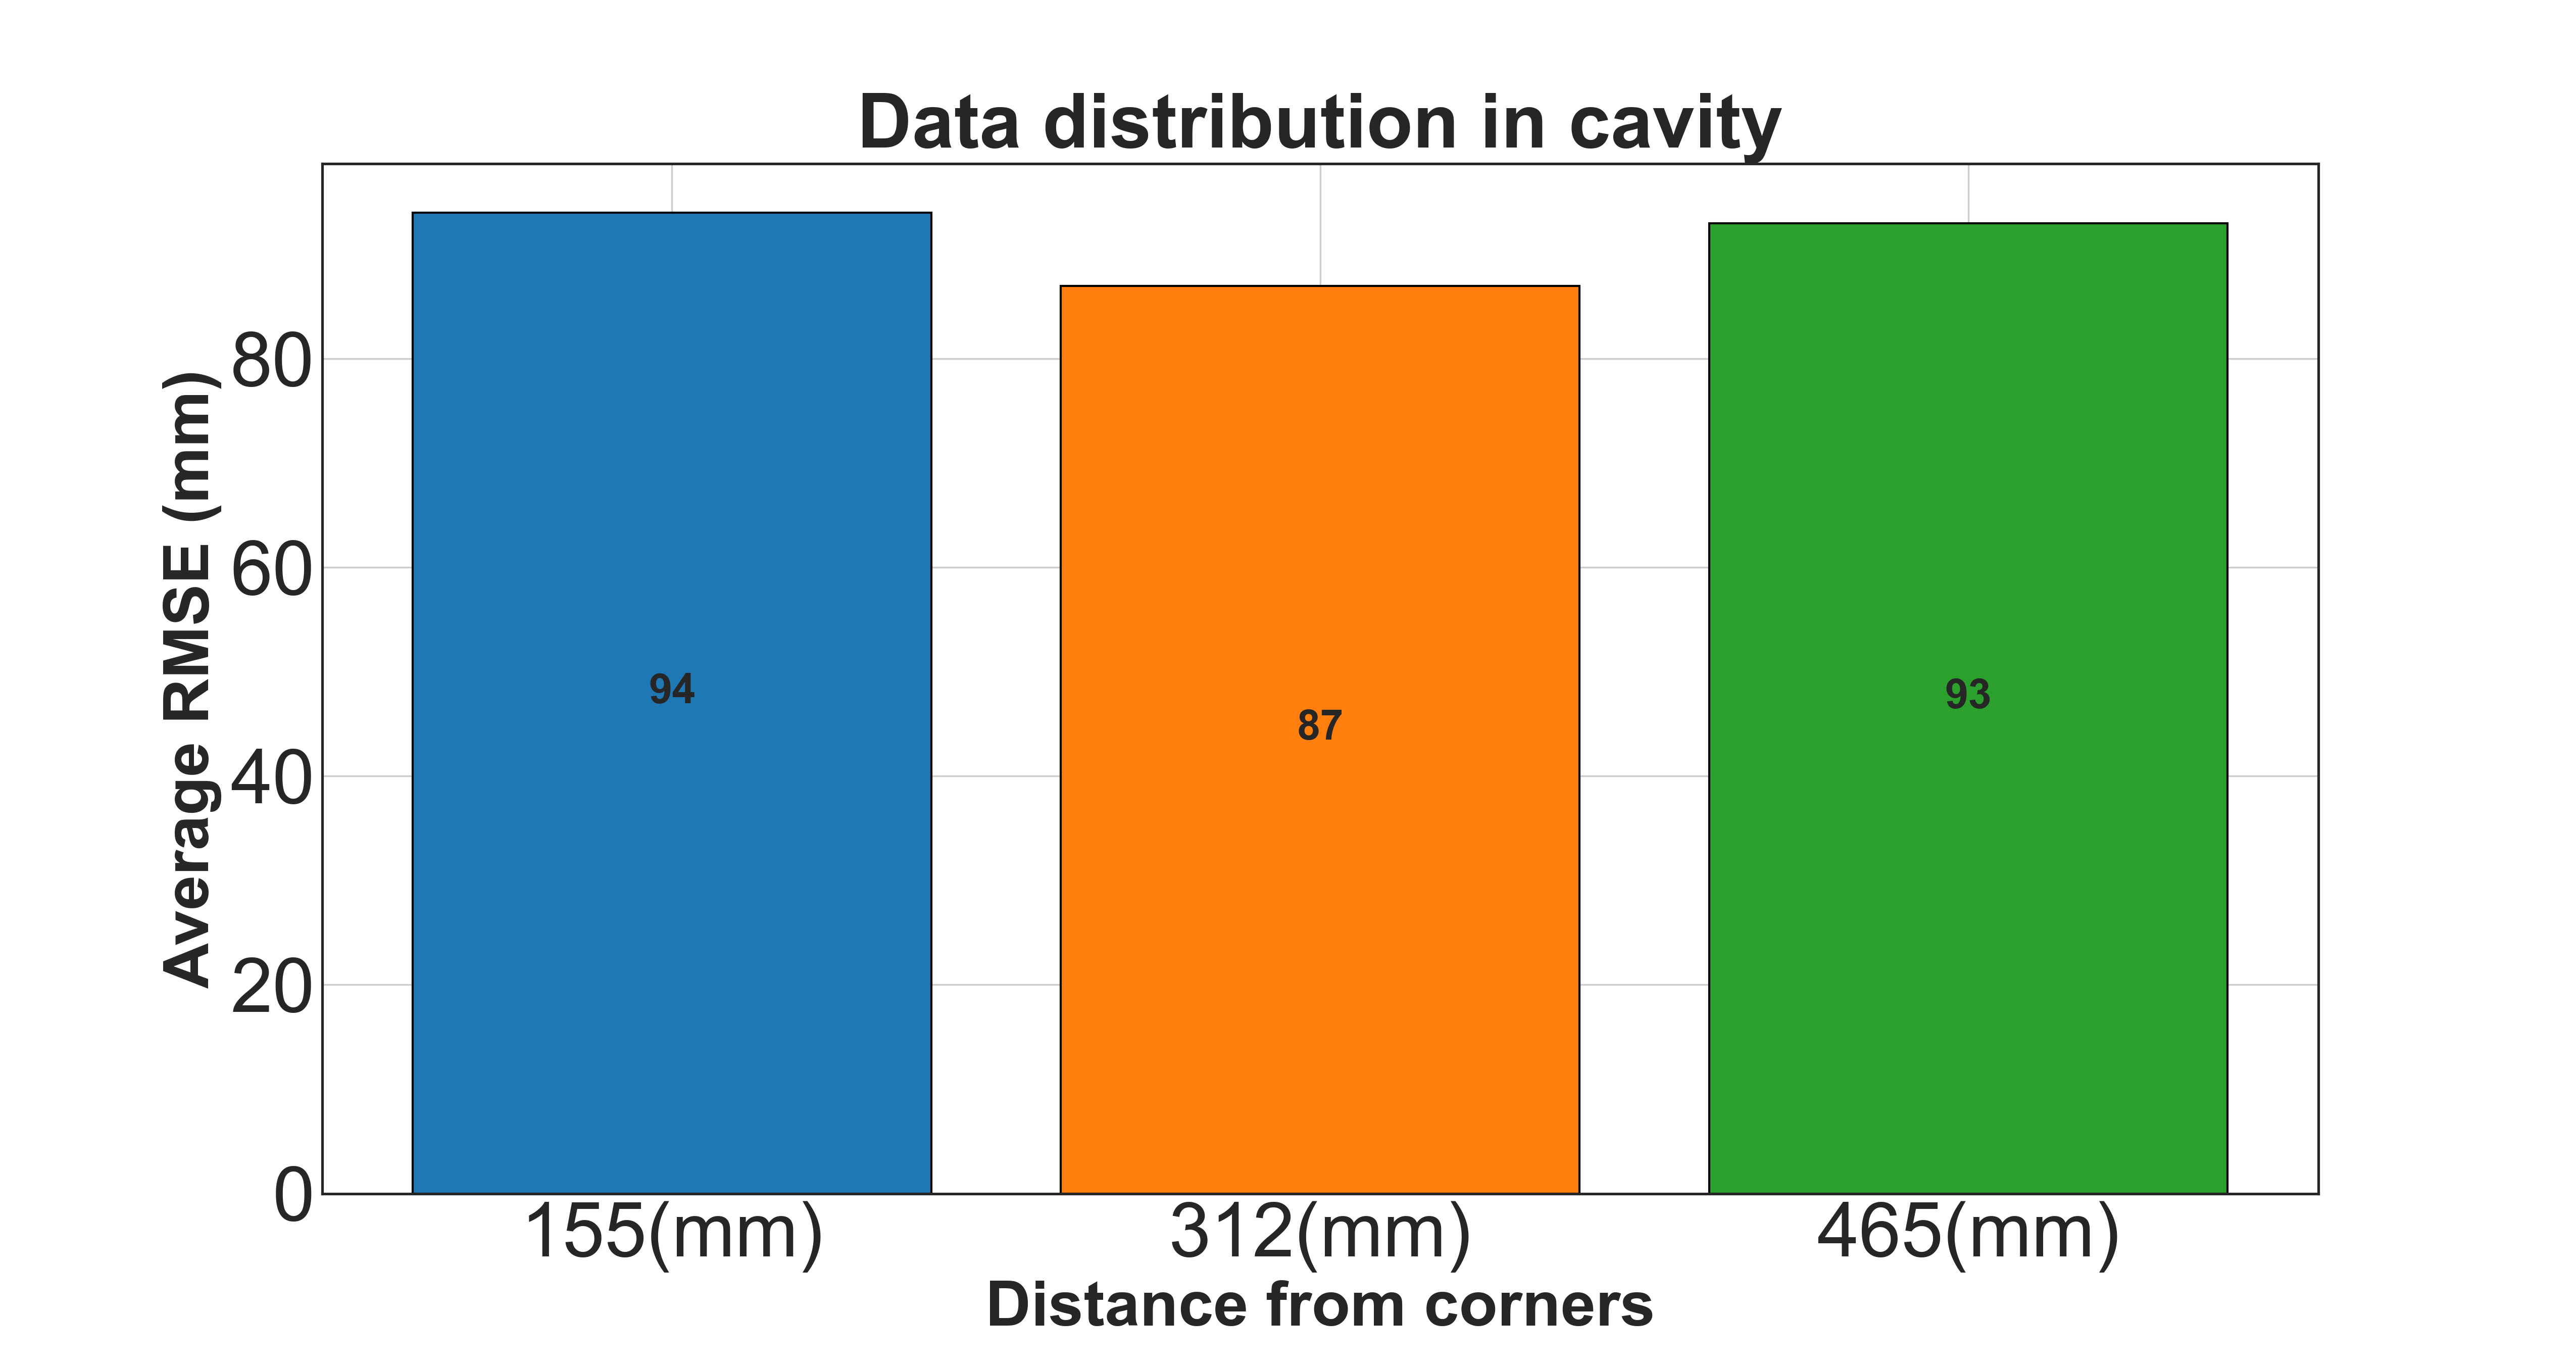 Data distribution in cavity
Average RMSE (mm)
80
60
40
20
0
94
87
93
155(mm)
312(mm)
465(mm)
Distance from corners